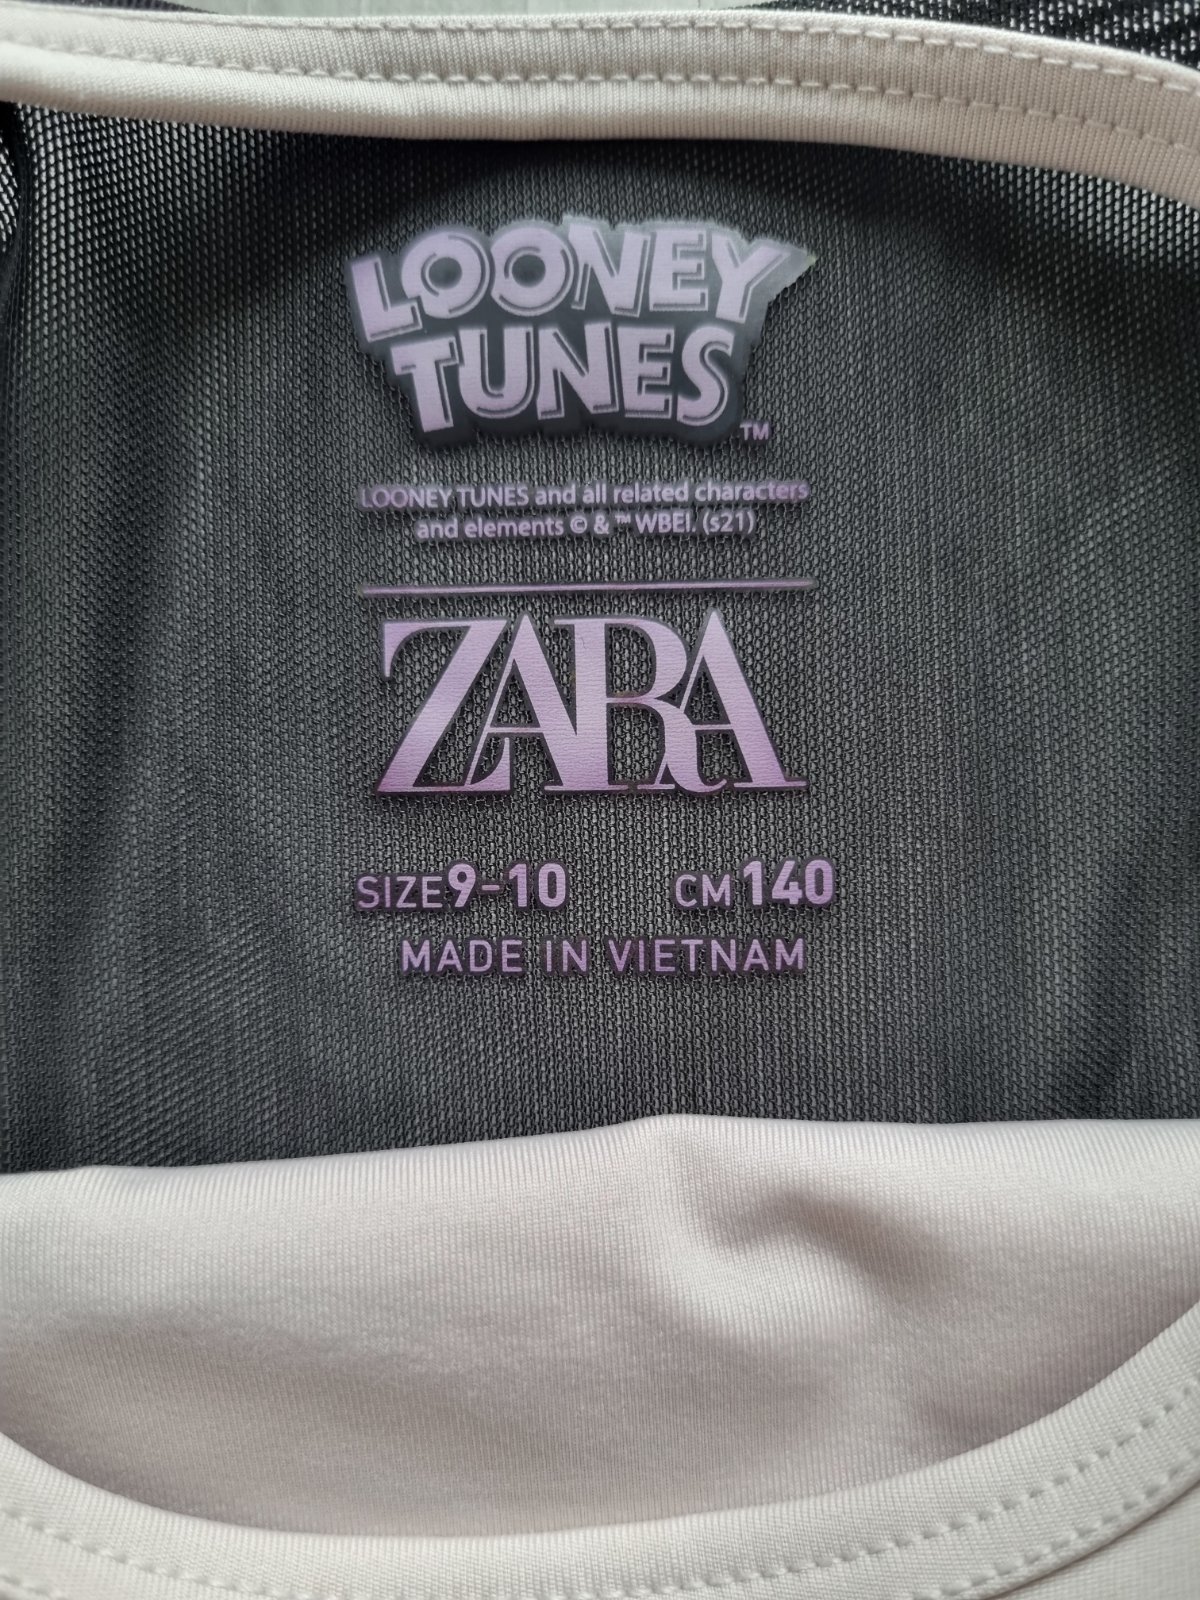 LOONEY
TUNES
TM
LOONEY TUNES and all related characters
and elements © & ™ WBEI. (s21)
ZARA
SIZE 9-10 CM 140
MADE IN VIETNAM